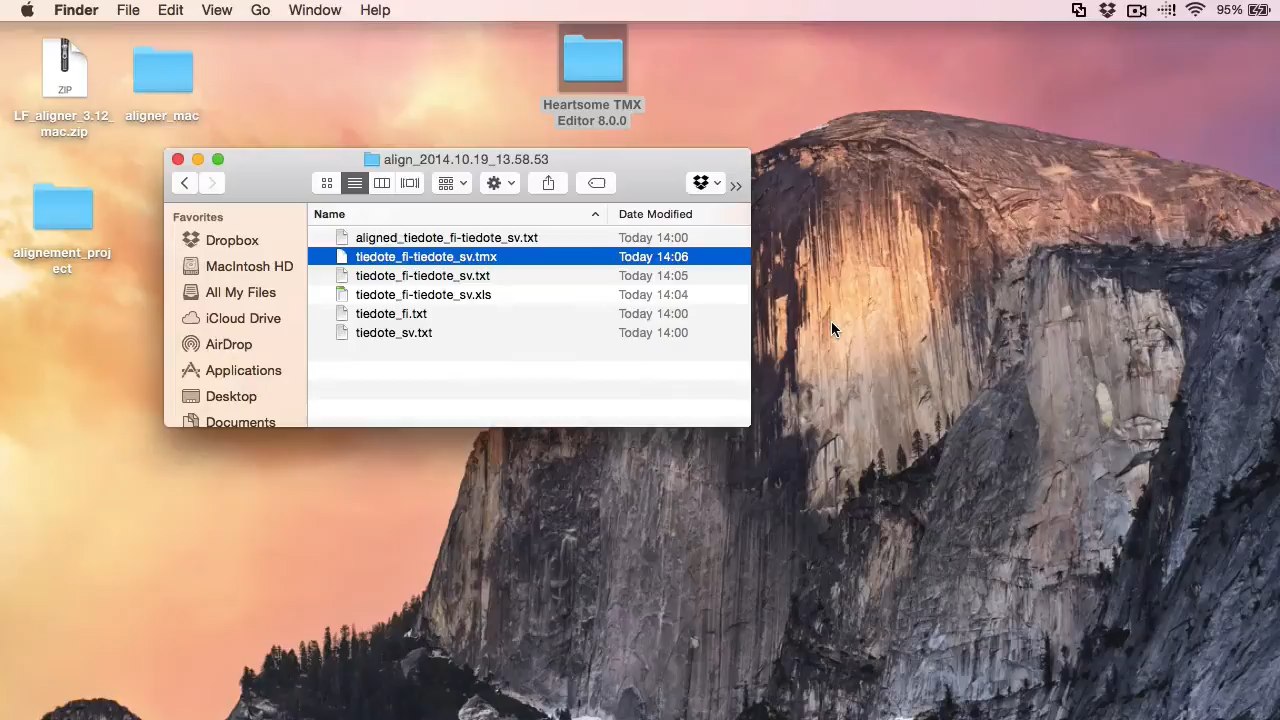 Finder File Edit View Go Window Help 95%
ZIP
LF_aligner_3.12_
mac.zip
aligner_mac
Heartsome TMX
Editor 8.0.0
alignement_proj
ect
align_2014.10.19_13.58.53
Favorites
Dropbox
MacIntosh HD
All My Files
iCloud Drive
AirDrop
Applications
Desktop
Documents
Name Date Modified
aligned_tiedote_fi-tiedote_sv.txt Today 14:00
tiedote_fi-tiedote_sv.tmx Today 14:06
tiedote_fi-tiedote_sv.txt Today 14:05
tiedote_fi-tiedote_sv.xls Today 14:04
tiedote_fi.txt Today 14:00
tiedote_sv.txt Today 14:00